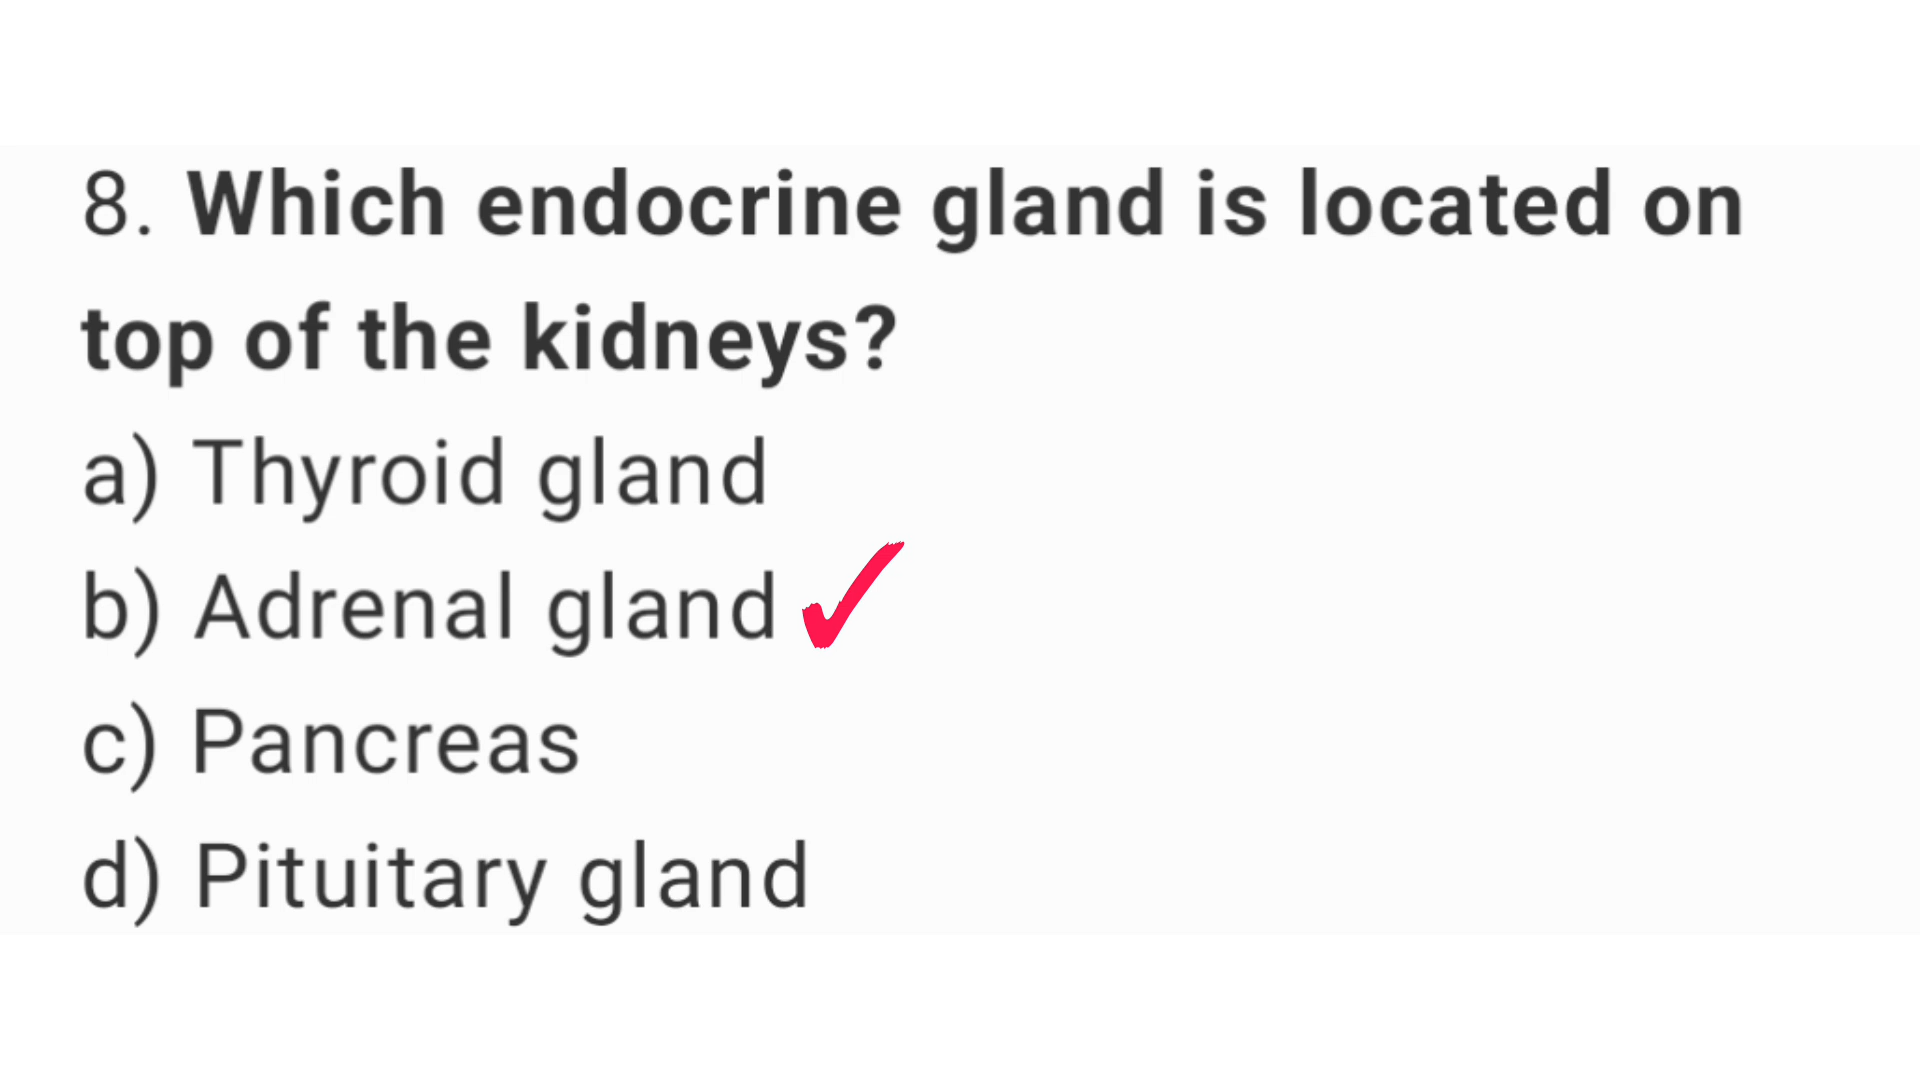 8. Which endocrine gland is located on
top of the kidneys?
a) Thyroid gland
b) Adrenal gland
c) Pancreas
d) Pituitary gland